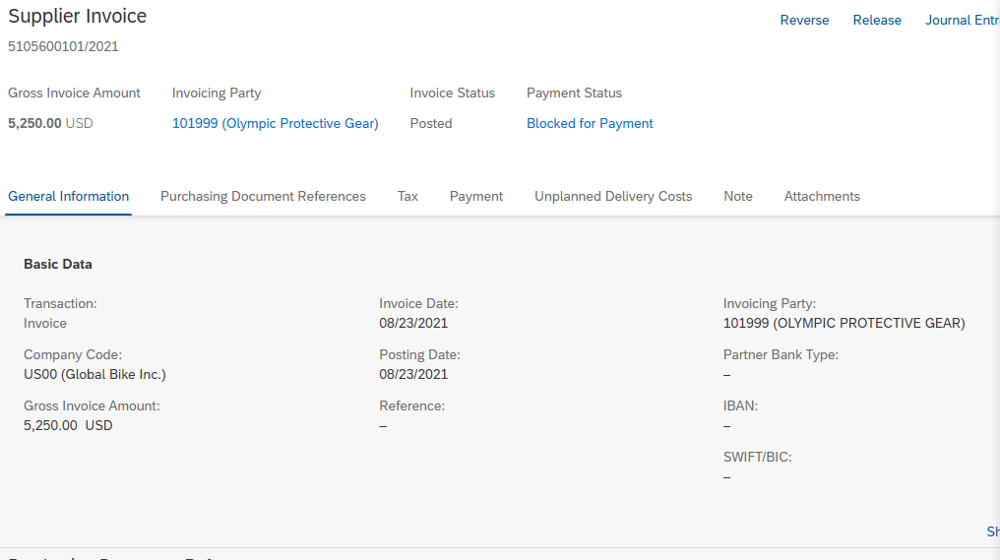 Supplier Invoice
Reverse Release Journal Entr
5105600101/2021
Gross Invoice Amount Invoicing Party Invoice Status Payment Status
5,250.00 USD 101999 (Olympic Protective Gear) Posted Blocked for Payment
General Information Purchasing Document References Tax Payment Unplanned Delivery Costs Note Attachments
Basic Data
Transaction: Invoice Date: Invoicing Party:
Invoice 08/23/2021 101999 (OLYMPIC PROTECTIVE GEAR)
Company Code: Posting Date: Partner Bank Type:
US00 (Global Bike Inc.) 08/23/2021 –
Gross Invoice Amount: Reference: IBAN:
5,250.00 USD – –
SWIFT/BIC:
–
Sh